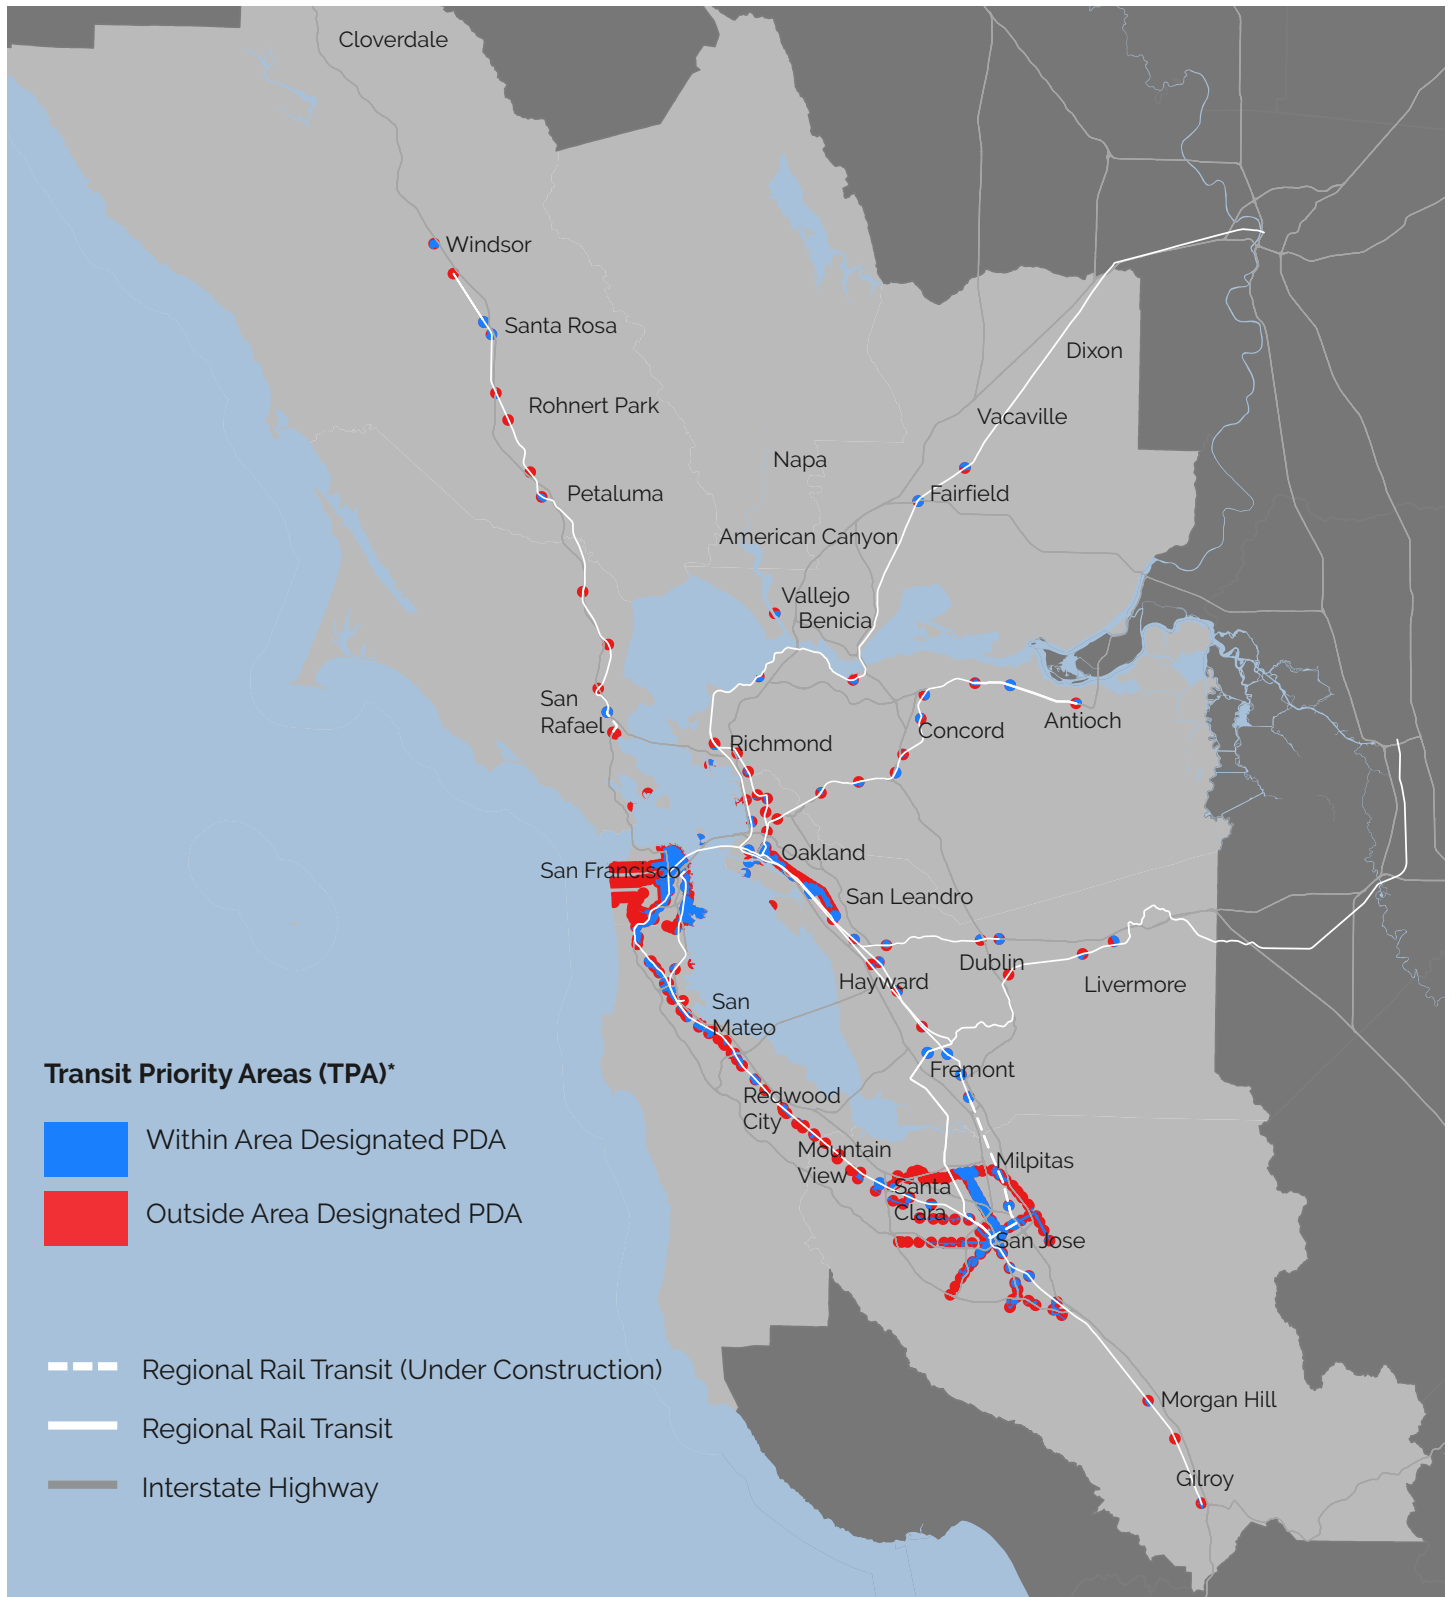 Cloverdale
Windsor
Santa Rosa
Dixon
Rohnert Park
Vacaville
Napa
Petaluma
Fairfield
American Canyon
Vallejo
Benicia
San
Rafael
Antioch
Concord
Richmond
Oakland
San Francisco
San Leandro
Dublin
Hayward
Livermore
San
Mateo
Fremont
Transit Priority Areas (TPA)*
Redwood
City
Within Area Designated PDA
Mountain
View
Milpitas
Santa
Clara
Outside Area Designated PDA
San Jose
Regional Rail Transit (Under Construction)
Morgan Hill
Regional Rail Transit
Gilroy
Interstate Highway